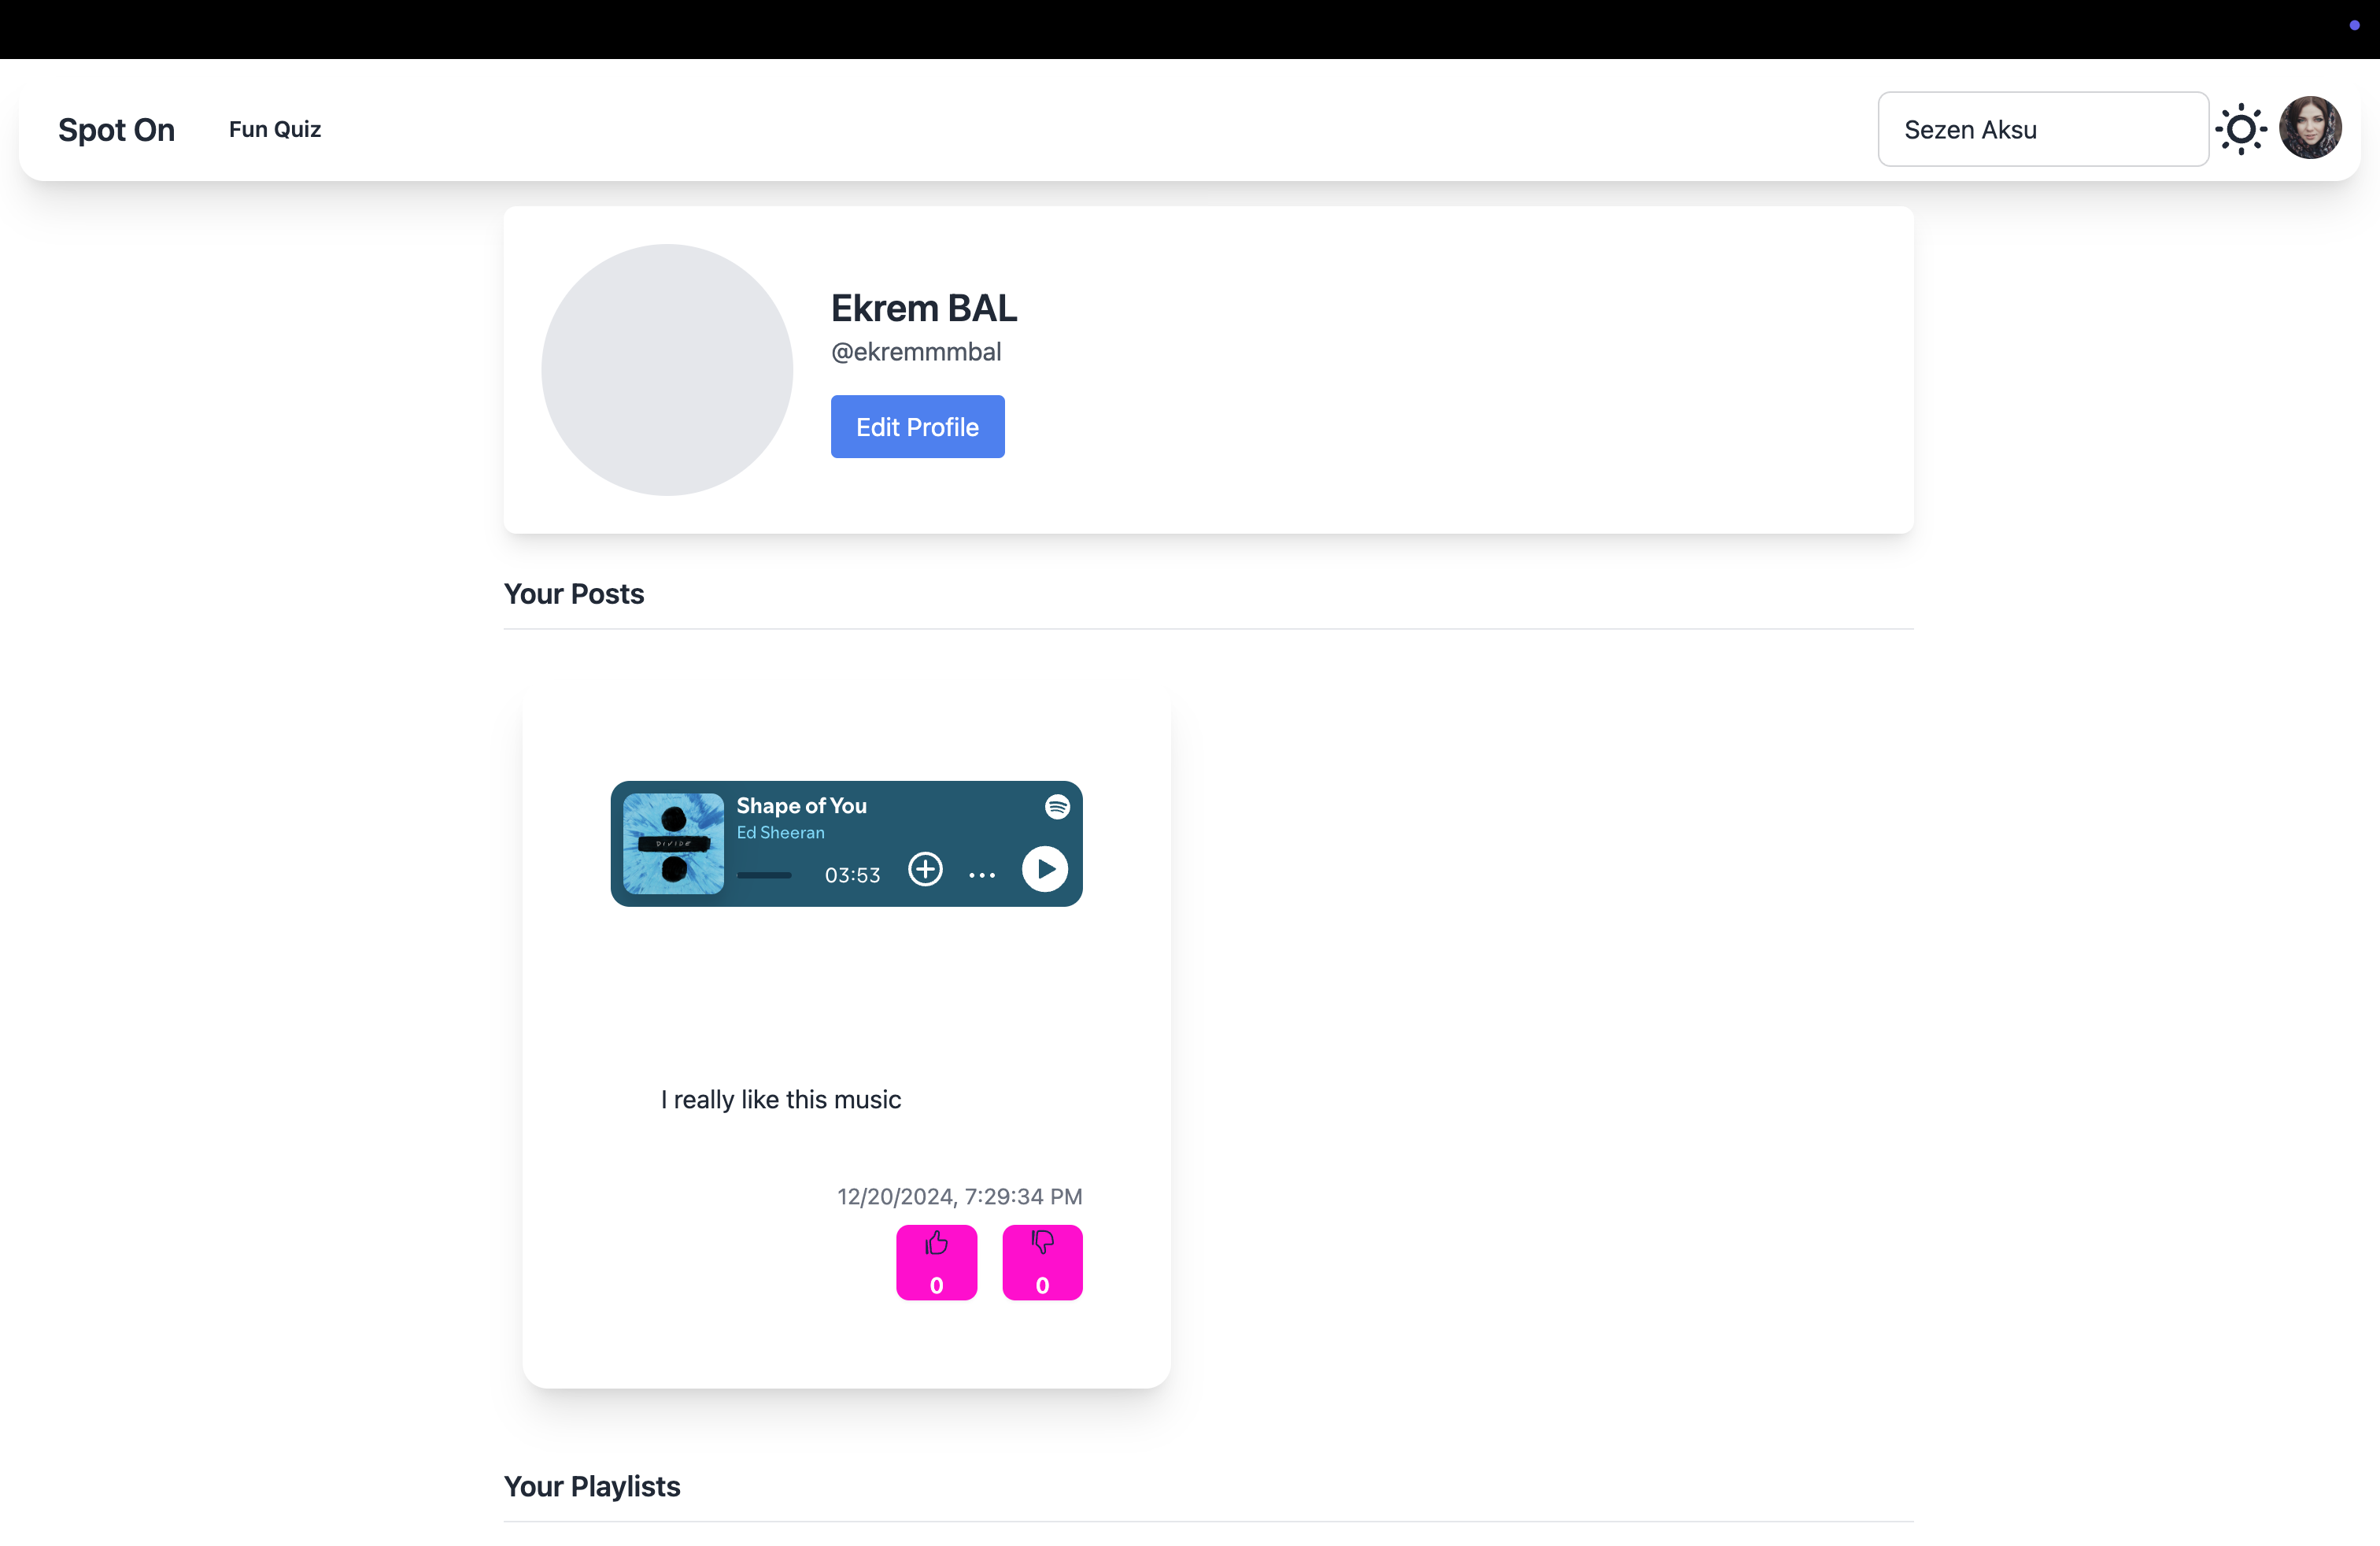 Spot On
Fun Quiz
Sezen Aksu
Ekrem BAL
@ekremmmbal
Edit Profile
Your Posts
Shape of You
Ed Sheeran
DIVIDE
03:53
I really like this music
12/20/2024, 7:29:34 PM
0 0
Your Playlists